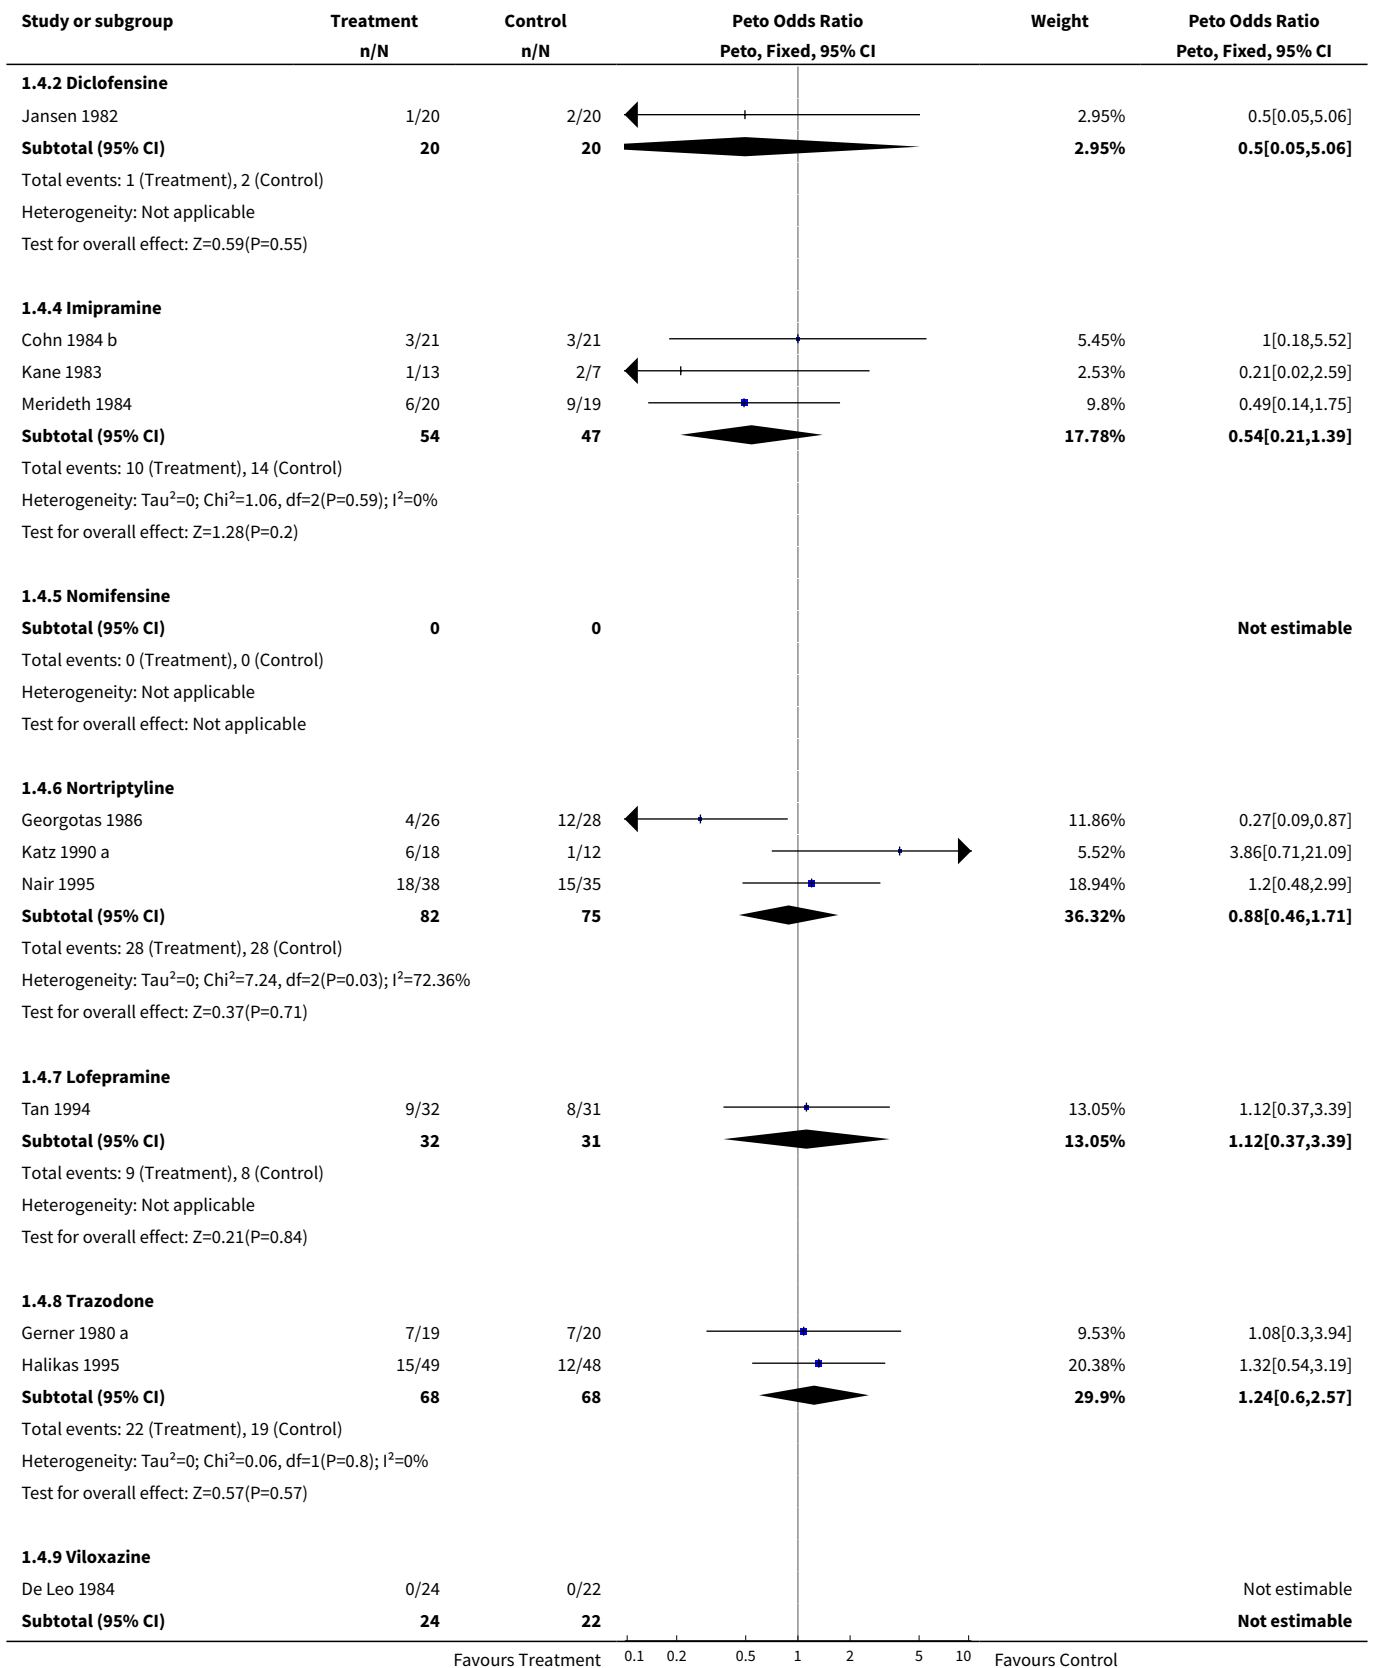 Study or subgroup Treatment Control Peto Odds Ratio Weight Peto Odds Ratio
n/N n/N Peto, Fixed, 95% CI Peto, Fixed, 95% CI
1.4.2 Diclofensine
Jansen 1982 1/20 2/20 2.95% 0.5[0.05,5.06]
Subtotal (95% CI) 20 20 2.95% 0.5[0.05,5.06]
Total events: 1 (Treatment), 2 (Control)
Heterogeneity: Not applicable
Test for overall effect: Z=0.59(P=0.55)
1.4.4 Imipramine
Cohn 1984 b 3/21 3/21 5.45% 1[0.18,5.52]
Kane 1983 1/13 2/7 2.53% 0.21[0.02,2.59]
Merideth 1984 6/20 9/19 9.8% 0.49[0.14,1.75]
Subtotal (95% CI) 54 47 17.78% 0.54[0.21,1.39]
Total events: 10 (Treatment), 14 (Control)
Heterogeneity: Tau²=0; Chi²=1.06, df=2(P=0.59); I²=0%
Test for overall effect: Z=1.28(P=0.2)
1.4.5 Nomifensine
Subtotal (95% CI) 0 0 Not estimable
Total events: 0 (Treatment), 0 (Control)
Heterogeneity: Not applicable
Test for overall effect: Not applicable
1.4.6 Nortriptyline
Georgotas 1986 4/26 12/28 11.86% 0.27[0.09,0.87]
Katz 1990 a 6/18 1/12 5.52% 3.86[0.71,21.09]
Nair 1995 18/38 15/35 18.94% 1.2[0.48,2.99]
Subtotal (95% CI) 82 75 36.32% 0.88[0.46,1.71]
Total events: 28 (Treatment), 28 (Control)
Heterogeneity: Tau²=0; Chi²=7.24, df=2(P=0.03); I²=72.36%
Test for overall effect: Z=0.37(P=0.71)
1.4.7 Lofepramine
Tan 1994 9/32 8/31 13.05% 1.12[0.37,3.39]
Subtotal (95% CI) 32 31 13.05% 1.12[0.37,3.39]
Total events: 9 (Treatment), 8 (Control)
Heterogeneity: Not applicable
Test for overall effect: Z=0.21(P=0.84)
1.4.8 Trazodone
Gerner 1980 a 7/19 7/20 9.53% 1.08[0.3,3.94]
Halikas 1995 15/49 12/48 20.38% 1.32[0.54,3.19]
Subtotal (95% CI) 68 68 29.9% 1.24[0.6,2.57]
Total events: 22 (Treatment), 19 (Control)
Heterogeneity: Tau²=0; Chi²=0.06, df=1(P=0.8); I²=0%
Test for overall effect: Z=0.57(P=0.57)
1.4.9 Viloxazine
De Leo 1984 0/24 0/22 Not estimable
Subtotal (95% CI) 24 22 Not estimable
Favours Treatment 0.1 0.2 0.5 1 2 5 10 Favours Control